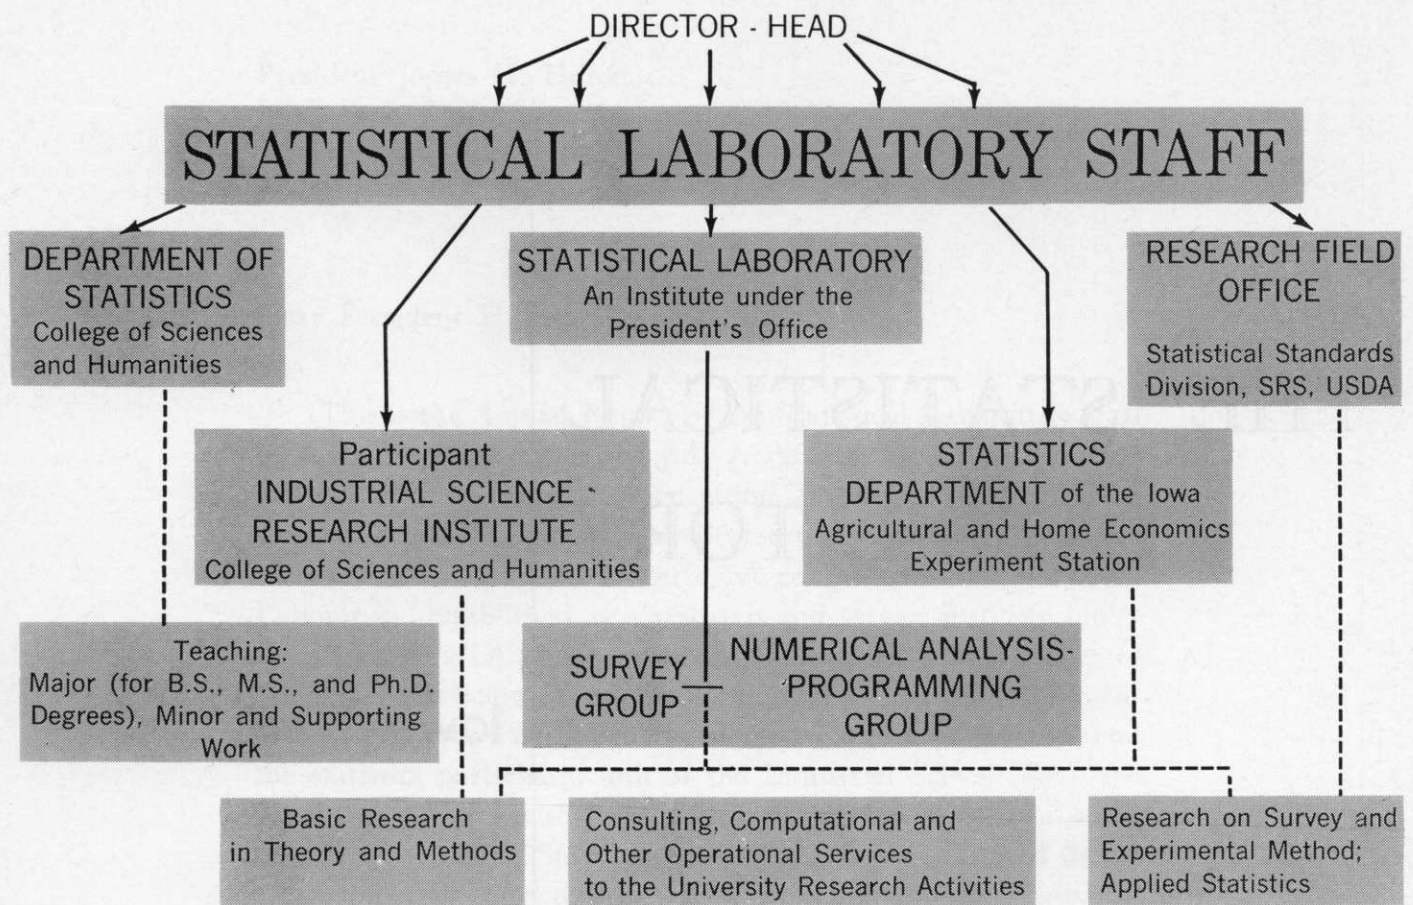 DIRECTOR - HEAD
STATISTICAL LABORATORY STAFF
DEPARTMENT OF
STATISTICS
College of Sciences
and Humanities
STATISTICAL LABORATORY
An Institute under the
President's Office
RESEARCH FIELD
OFFICE
Statistical Standards
Division, SRS, USDA
Participant
INDUSTRIAL SCIENCE
RESEARCH INSTITUTE
College of Sciences and Humanities
STATISTICS
DEPARTMENT of the Iowa
Agricultural and Home Economics
Experiment Station
Teaching:
Major (for B.S., M.S., and Ph.D.
Degrees), Minor and Supporting
Work
SURVEY
GROUP
NUMERICAL ANALYSIS-
PROGRAMMING
GROUP
Basic Research
in Theory and Methods
Consulting, Computational and
Other Operational Services
to the University Research Activities
Research on Survey and
Experimental Method;
Applied Statistics